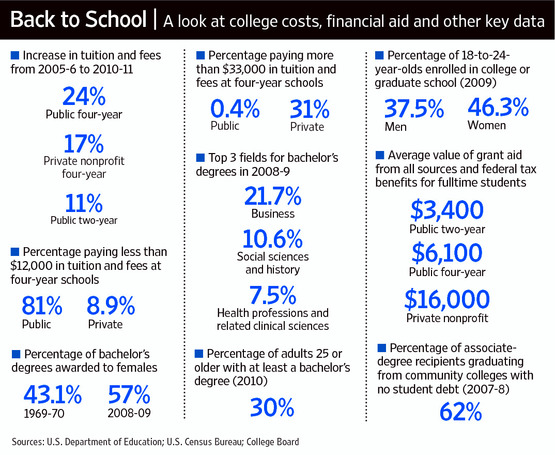 Back to School | A look at college costs, financial aid and other key data
Increase in tuition and fees
from 2005-6 to 2010-11
24%
Public four-year
17%
Private nonprofit
four-year
11%
Public two-year
Percentage paying less than
$12,000 in tuition and fees at
four-year schools
81% 8.9%
Public Private
Percentage of bachelor's
degrees awarded to females
43.1% 57%
1969-70 2008-09
Percentage paying more
than $33,000 in tuition and
fees at four-year schools
0.4% 31%
Public Private
Top 3 fields for bachelor's
degrees in 2008-9
21.7%
Business
10.6%
Social sciences
and history
7.5%
Health professions and
related clinical sciences
Percentage of adults 25 or
older with at least a bachelor's
degree (2010)
30%
Percentage of 18-to-24-
year-olds enrolled in college or
graduate school (2009)
37.5% 46.3%
Men Women
Average value of grant aid
from all sources and federal tax
benefits for fulltime students
$3,400
Public two-year
$6,100
Public four-year
$16,000
Private nonprofit
Percentage of associate-
degree recipients graduating
from community colleges with
no student debt (2007-8)
62%
Sources: U.S. Department of Education; U.S. Census Bureau; College Board